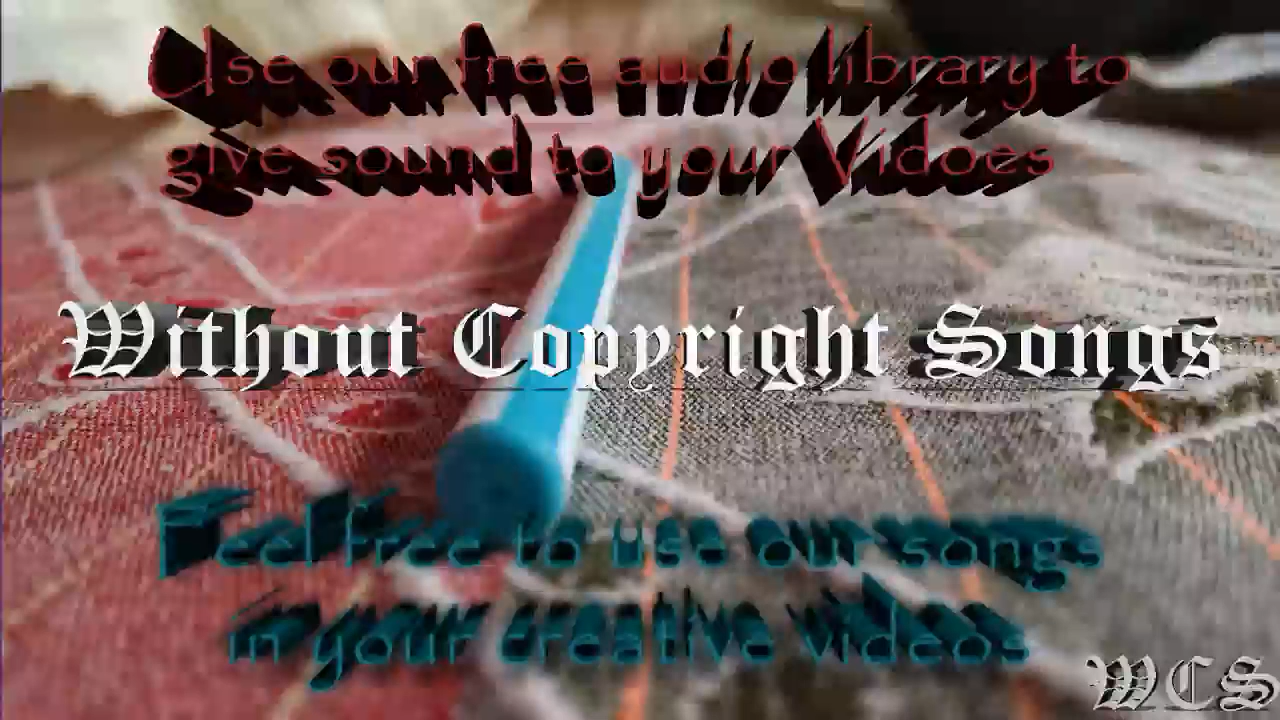 Use our free audio library to
give sound to your Vidoes
Without Copyright Songs
Feel free to use our songs
in your creative videos
WCS